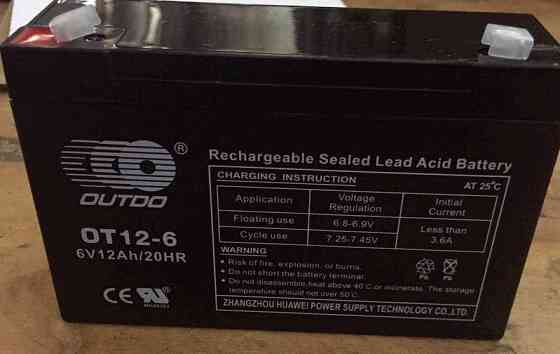 ®
OUTDO
OT12-6
6V12Ah/20HR
Rechargeable Sealed Lead Acid Battery
CHARGING INSTRUCTION AT 25°C
Application Voltage Regulation Initial Current
Floating use 6.8-6.9V Less than 3.6A
Cycle use 7.25-7.45V
WARNING
• Risk of fire, explosion, or burns.
• Do not short the battery terminal.
• Do not disassemble,heat above 40°C or incinerate. The storage
temperature should not over 50°C.
ZHANGZHOU HUAWEI POWER SUPPLY TECHNOLOGY CO.,LTD.
Pb Pb
CE